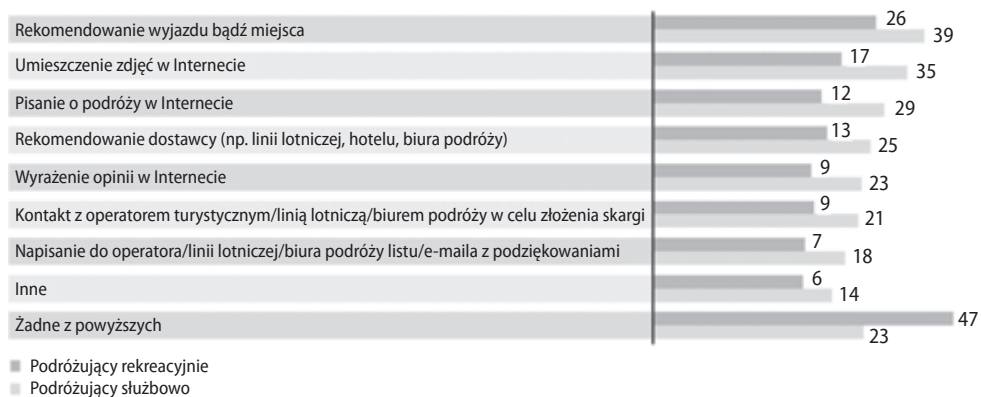 Rekomendowanie wyjazdu bądź miejsca
26
39
Umieszczenie zdjęć w Internecie
17
35
Pisanie o podróży w Internecie
12
29
Rekomendowanie dostawcy (np. linii lotniczej, hotelu, biura podróży)
13
25
Wyrażenie opinii w Internecie
9
23
Kontakt z operatorem turystycznym/linią lotniczą/biurem podróży w celu złożenia skargi
9
21
Napisanie do operatora/linii lotniczej/biura podróży listu/e-maila z podziękowaniami
7
18
Inne
6
14
Żadne z powyższych
47
23
Podróżujący rekreacyjnie
Podróżujący służbowo